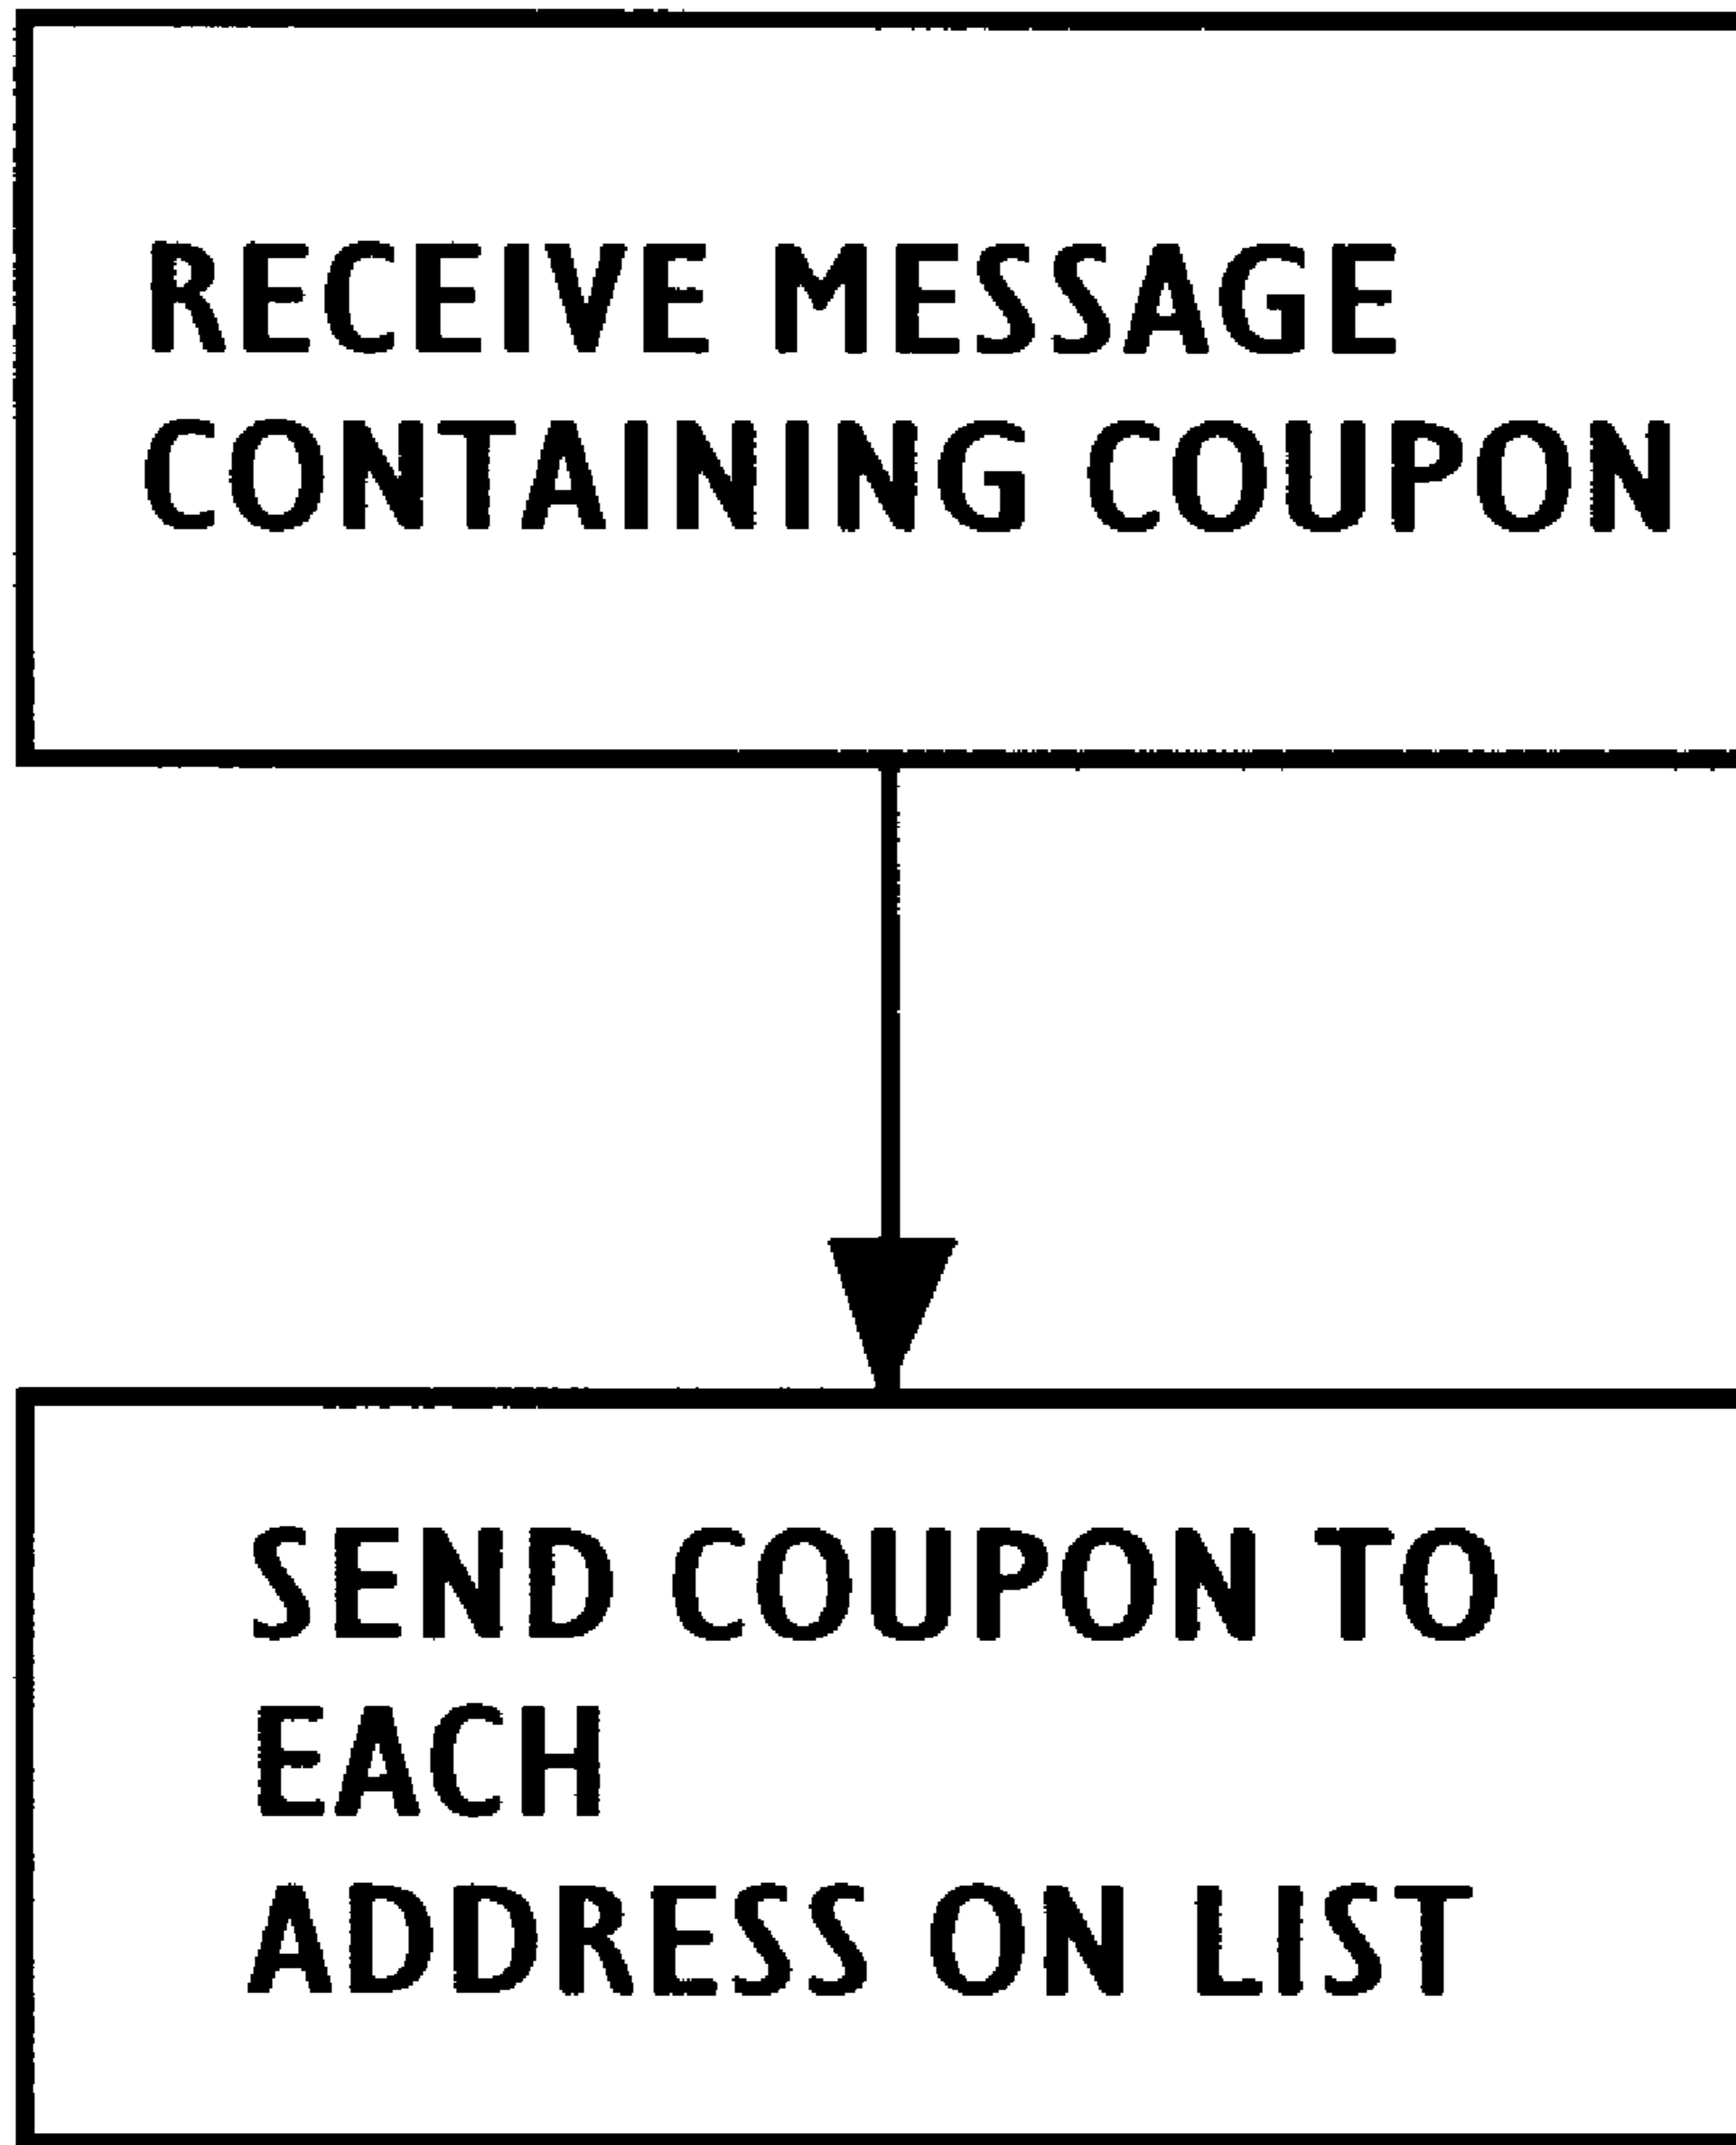 RECEIVE MESSAGE
CONTAINING COUPON
SEND COUPON TO
EACH
ADDRESS ON LIST